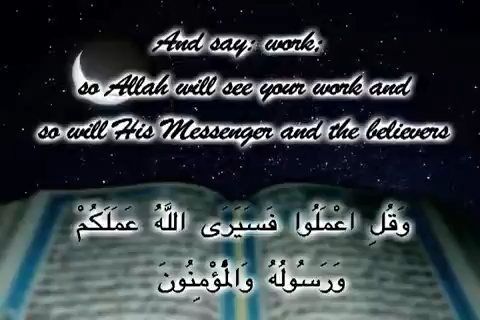 And say: work;
so Allah will see your work and
so will His Messenger and the believers
وَقُلِ اعْمَلُوا فَسَيَرَى اللَّهُ عَمَلَكُمْ
وَرَسُولُهُ وَالْمُؤْمِنُونَ